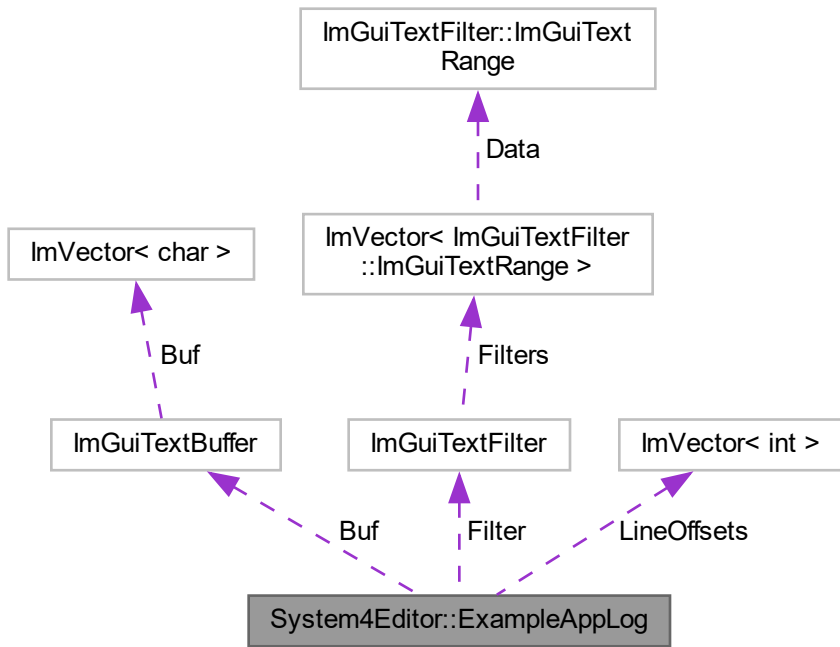 ImGuiTextFilter::ImGuiText
Range
Data
ImVector< char >
ImVector< ImGuiTextFilter
::ImGuiTextRange >
Buf
Filters
ImGuiTextBuffer
ImGuiTextFilter
ImVector< int >
Buf
Filter
LineOffsets
System4Editor::ExampleAppLog